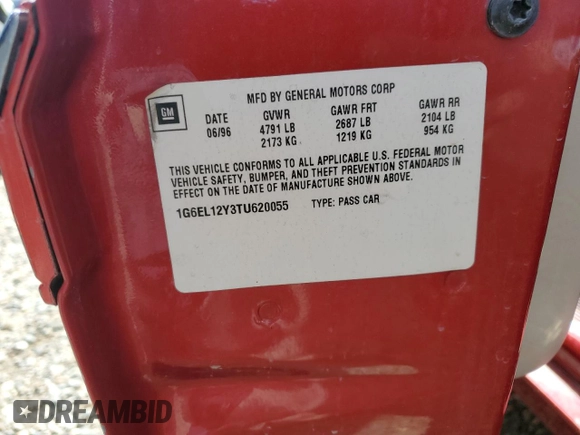 MFD BY GENERAL MOTORS CORP
GM
DATE GVWR GAWR FRT GAWR RR
06/96 4791 LB 2687 LB 2104 LB
2173 KG 1219 KG 954 KG
THIS VEHICLE CONFORMS TO ALL APPLICABLE U.S. FEDERAL MOTOR
VEHICLE SAFETY, BUMPER, AND THEFT PREVENTION STANDARDS IN
EFFECT ON THE DATE OF MANUFACTURE SHOWN ABOVE.
1G6EL12Y3TU620055 TYPE: PASS CAR
DREAMBID